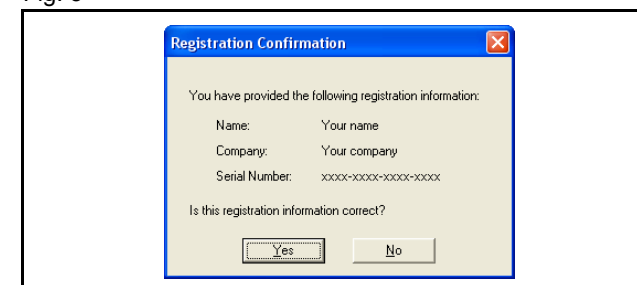 Registration Confirmation
You have provided the following registration information:
Name: Your name
Company: Your company
Serial Number: xxxx-xxxx-xxxx-xxxx
Is this registration information correct?
Yes No